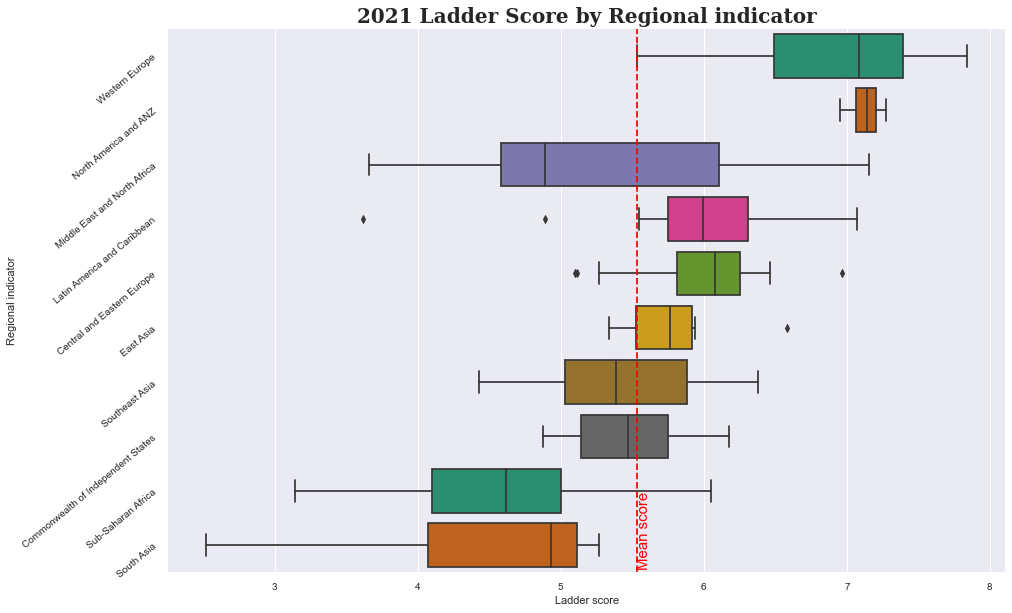 2021 Ladder Score by Regional indicator
Regional indicator
Western Europe
North America and ANZ
Middle East and North Africa
Latin America and Caribbean
Central and Eastern Europe
East Asia
Southeast Asia
Commonwealth of Independent States
Sub-Saharan Africa
South Asia
Mean score
3 4 5 6 7 8
Ladder score